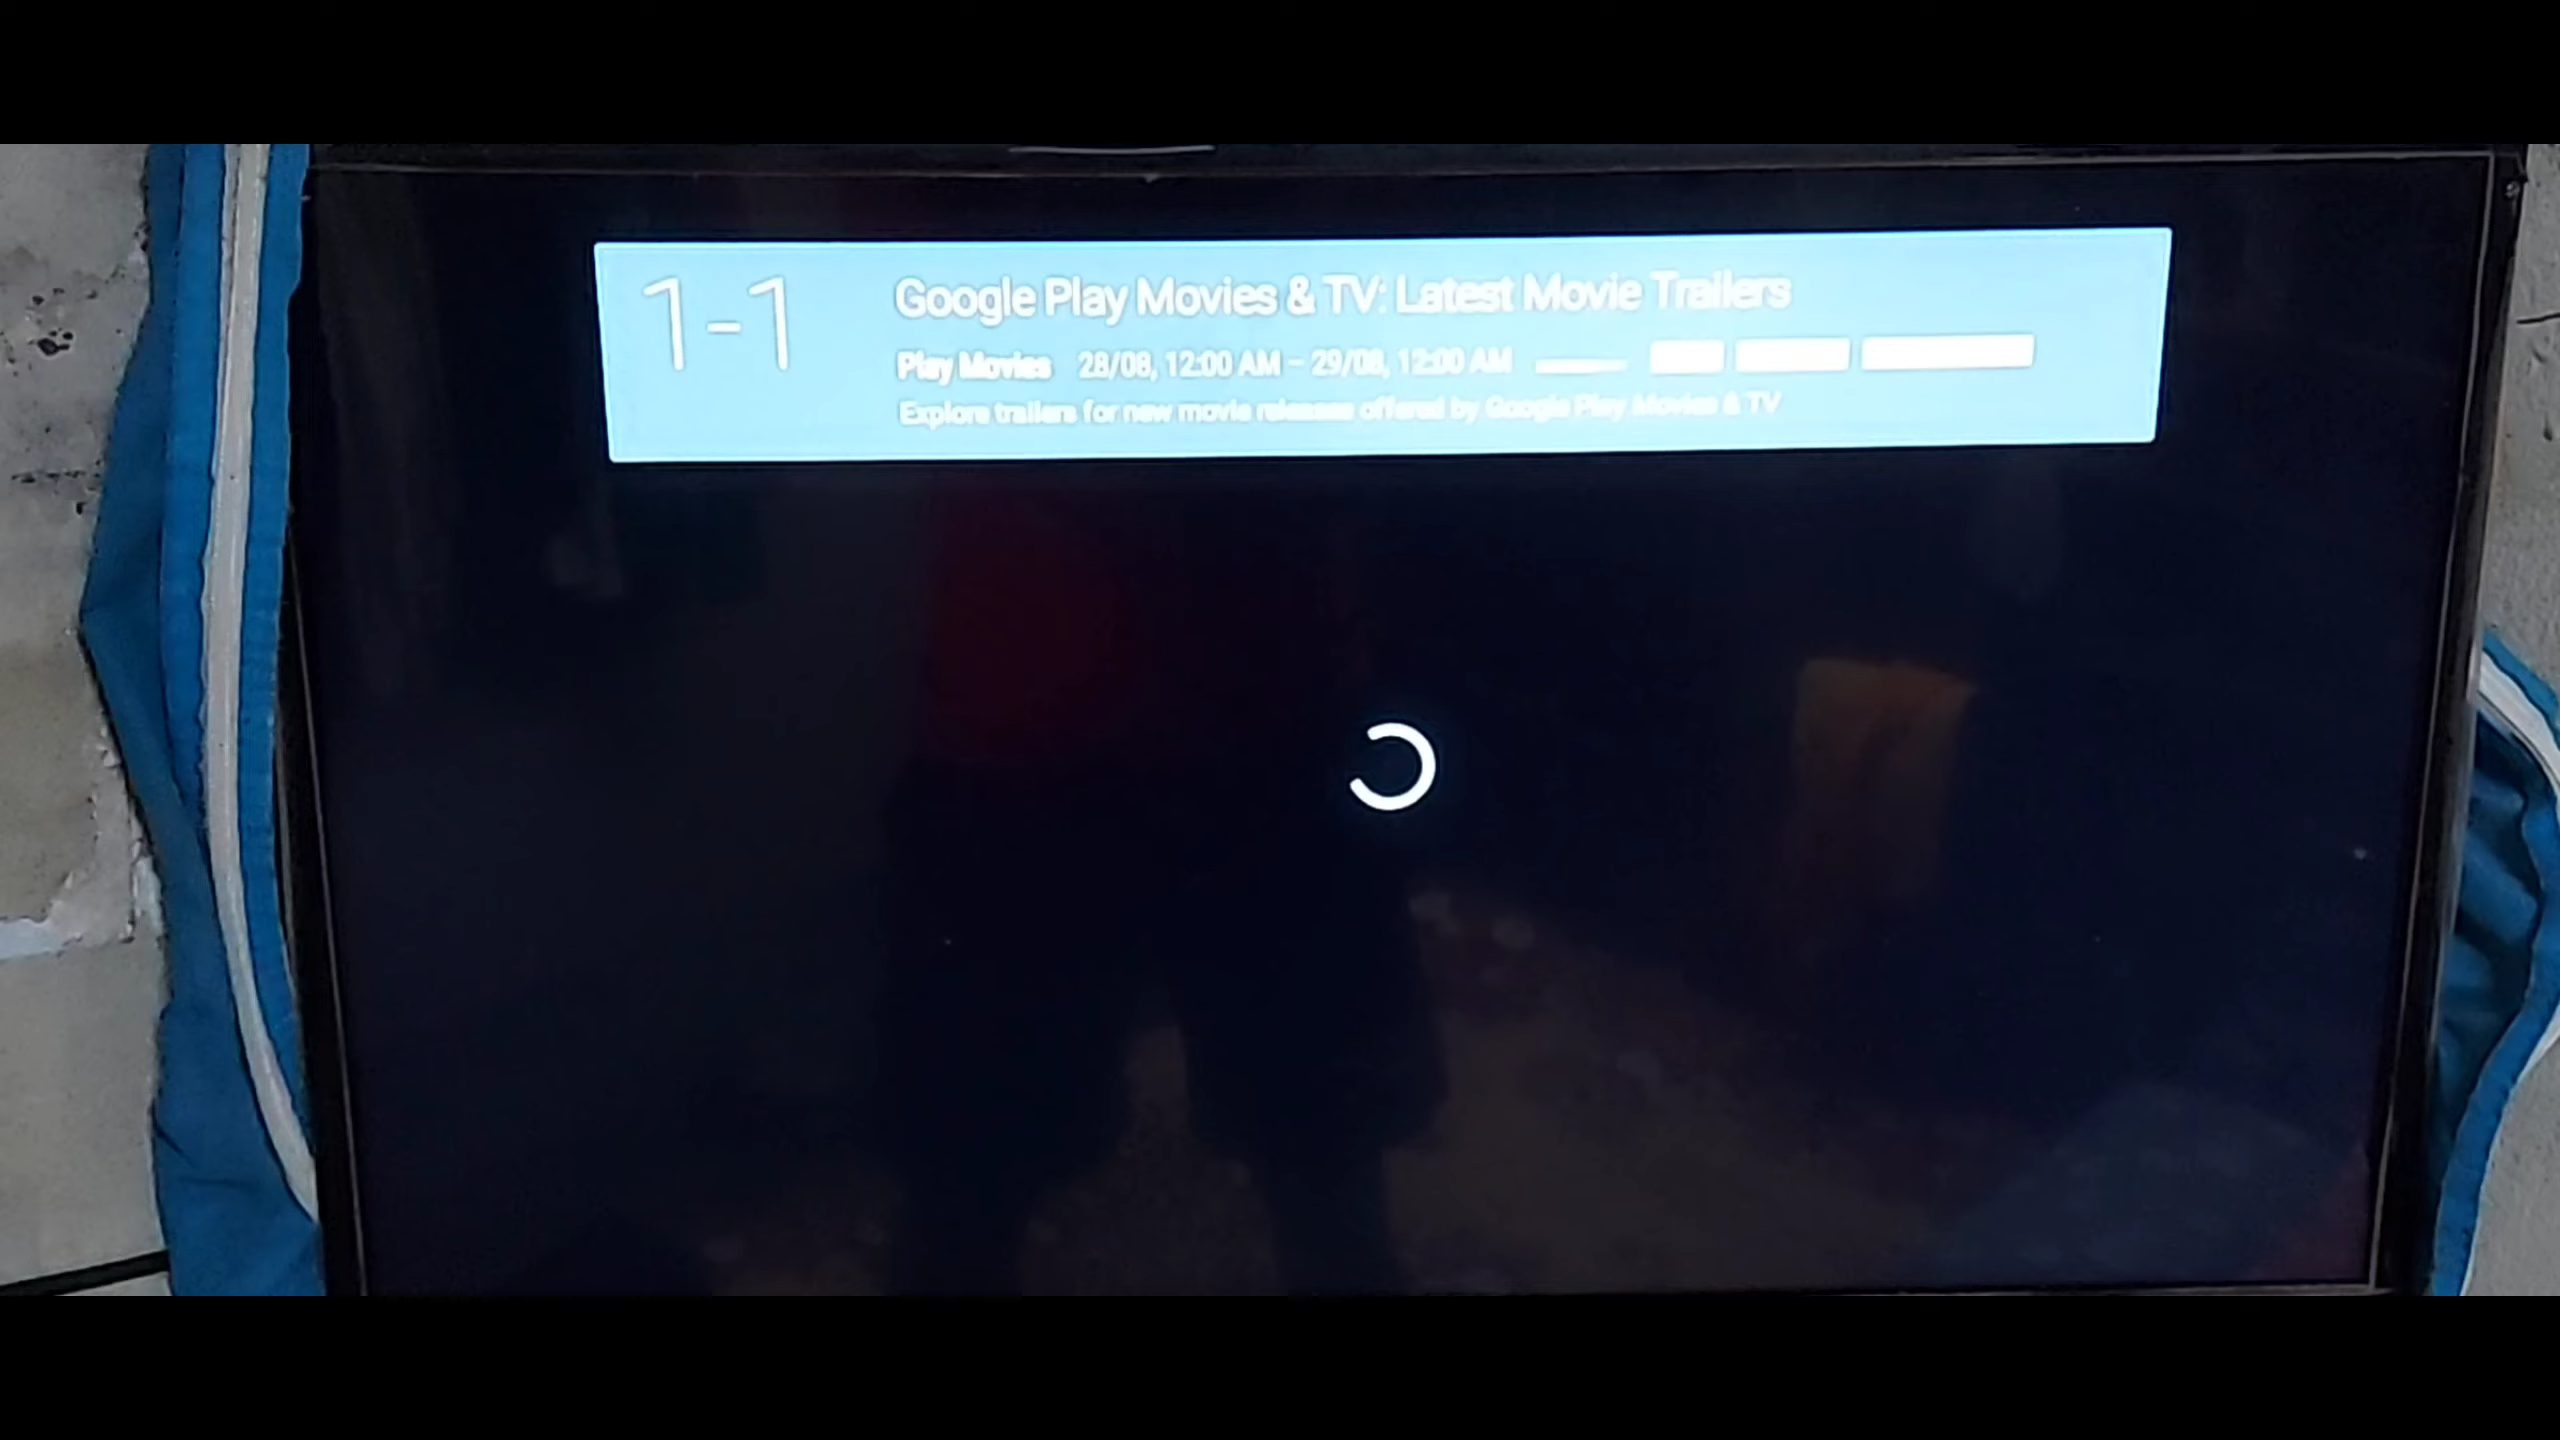 1-1
Google Play Movies & TV: Latest Movie Trailers
Play Movies 28/08, 12:00 AM – 29/08, 12:00 AM
Explore trailers for new movie releases offered by Google Play Movies & TV